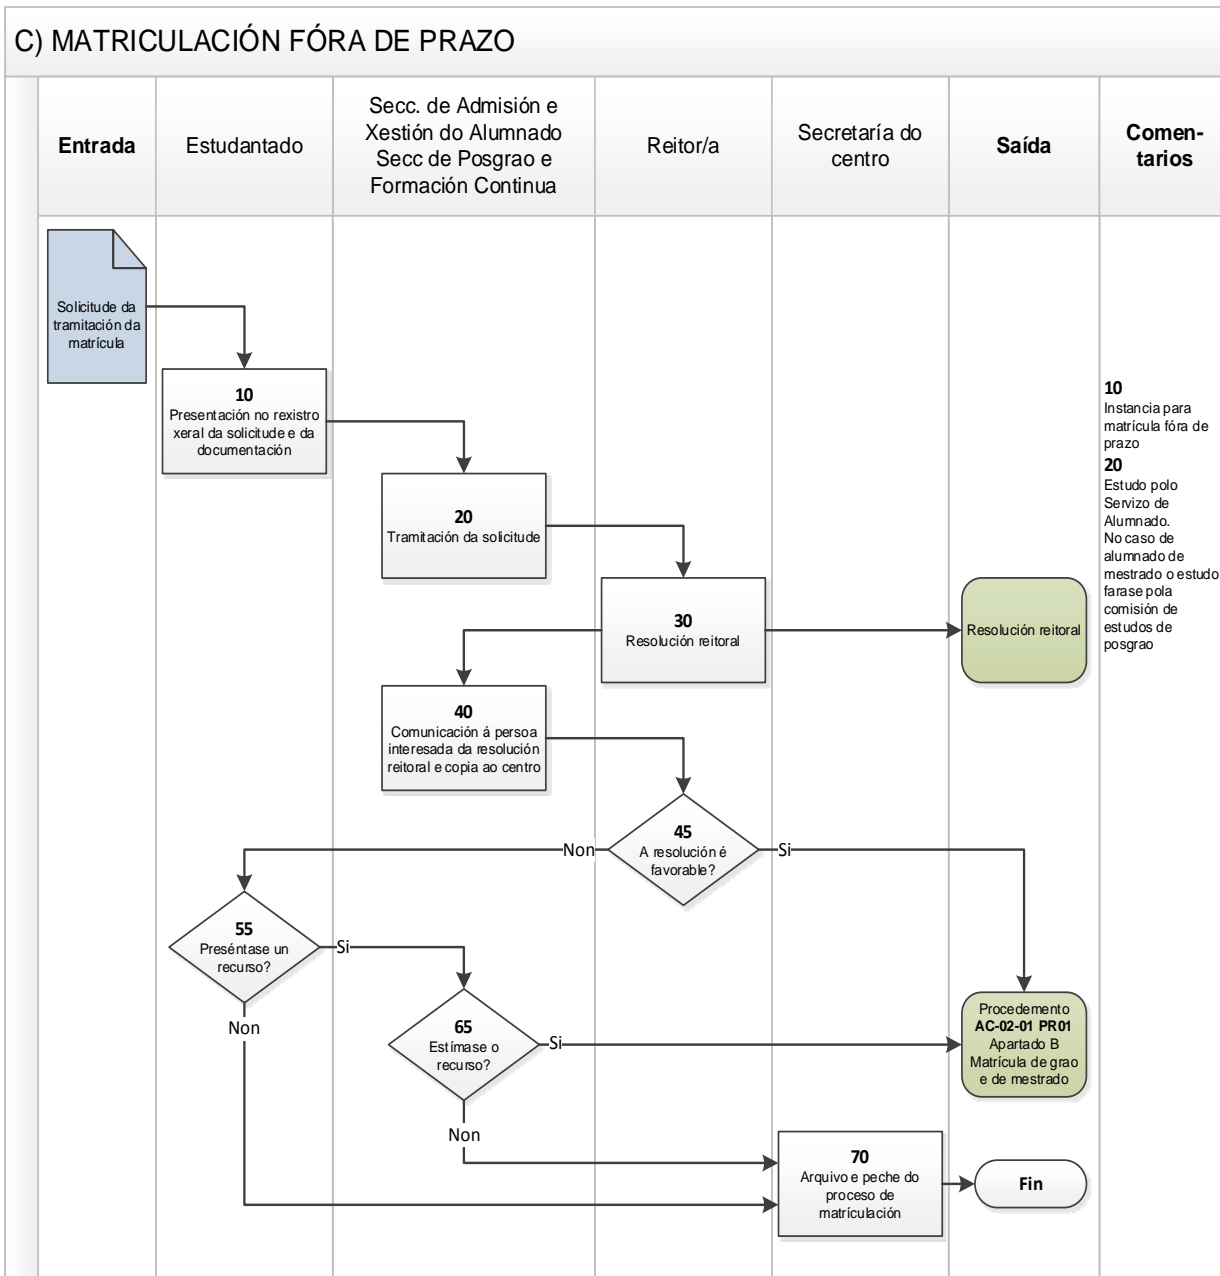 C) MATRICULACIÓN FÓRA DE PRAZO
Entrada
Estudantado
Secc. de Admisión e
Xestión do Alumnado
Secc de Posgrao e
Formación Continua
Reitor/a
Secretaría do
centro
Saída
Comen-
tarios
Solicitude da
tramitación da
matrícula
10
Presentación no rexistro
xeral da solicitude e da
documentación
20
Tramitación da solicitude
30
Resolución reitoral
Resolución reitoral
10
Instancia para
matrícula fóra de
prazo
20
Estudo polo
Servizo de
Alumnado.
No caso de
alumnado de
mestrado o estudo
farase pola
comisión de
estudos de
posgrao
40
Comunicación á persoa
interesada da resolución
reitoral e copia ao centro
45
A resolución é
favorable?
Non
Si
55
Preséntase un
recurso?
Si
Non
65
Estímase o
recurso?
Si
Non
Procedemento
AC-02-01 PR01
Apartado B
Matrícula de grao
e de mestrado
70
Arquivo e peche do
proceso de
matrículación
Fin